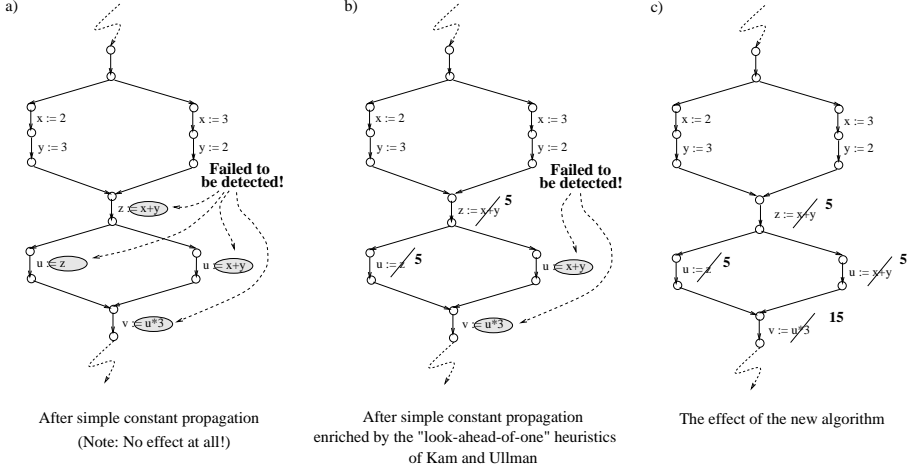 a)
x := 2
y := 3
x := 3
y := 2
Failed to
be detected!
z := x+y
u := z
u := x+y
v := u*3
After simple constant propagation
(Note: No effect at all!)
b)
x := 2
y := 3
x := 3
y := 2
Failed to
be detected!
z := x+y 5
u := z 5
u := x+y
v := u*3
After simple constant propagation
enriched by the "look-ahead-of-one" heuristics
of Kam and Ullman
c)
x := 2
y := 3
x := 3
y := 2
z := x+y 5
u := z 5
u := x+y 5
v := u*3 15
The effect of the new algorithm